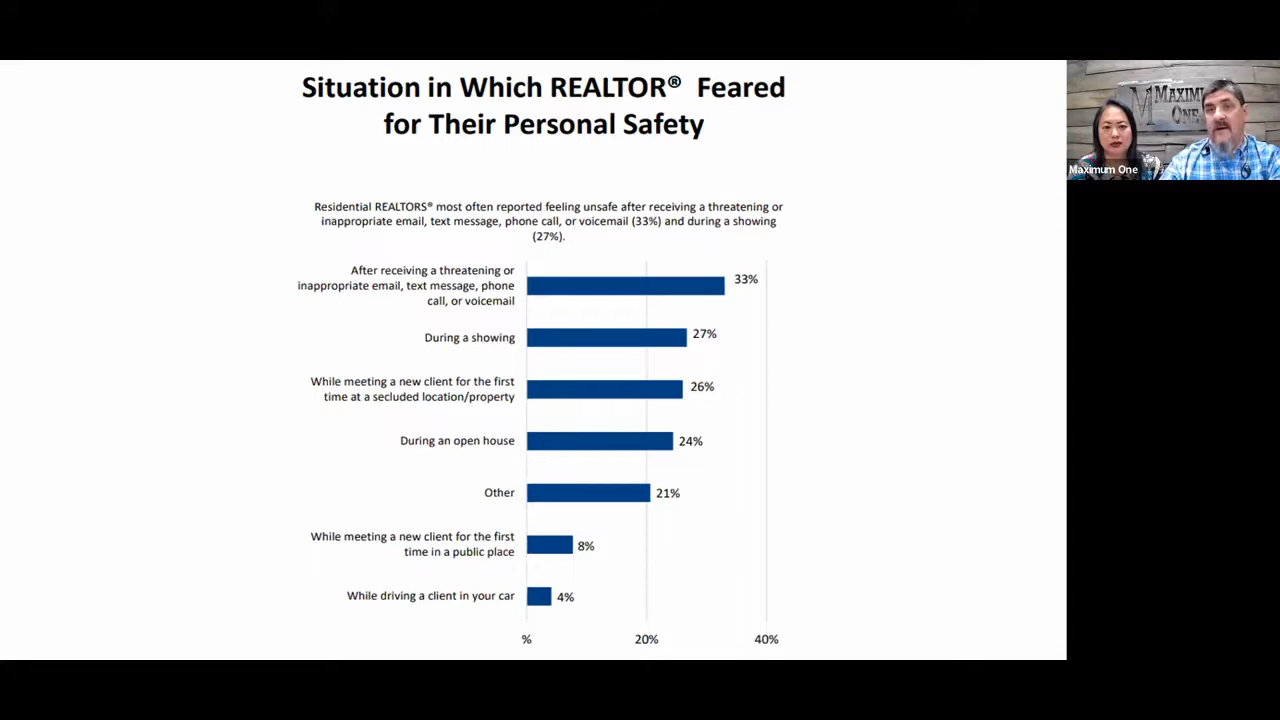 Situation in Which REALTOR® Feared
for Their Personal Safety
Residential REALTORS® most often reported feeling unsafe after receiving a threatening or
inappropriate email, text message, phone call, or voicemail (33%) and during a showing
(27%).
After receiving a threatening or
inappropriate email, text message, phone
call, or voicemail
33%
During a showing
27%
While meeting a new client for the first
time at a secluded location/property
26%
During an open house
24%
Other
21%
While meeting a new client for the first
time in a public place
8%
While driving a client in your car
4%
%
20%
40%
M
ONE
Maximum One